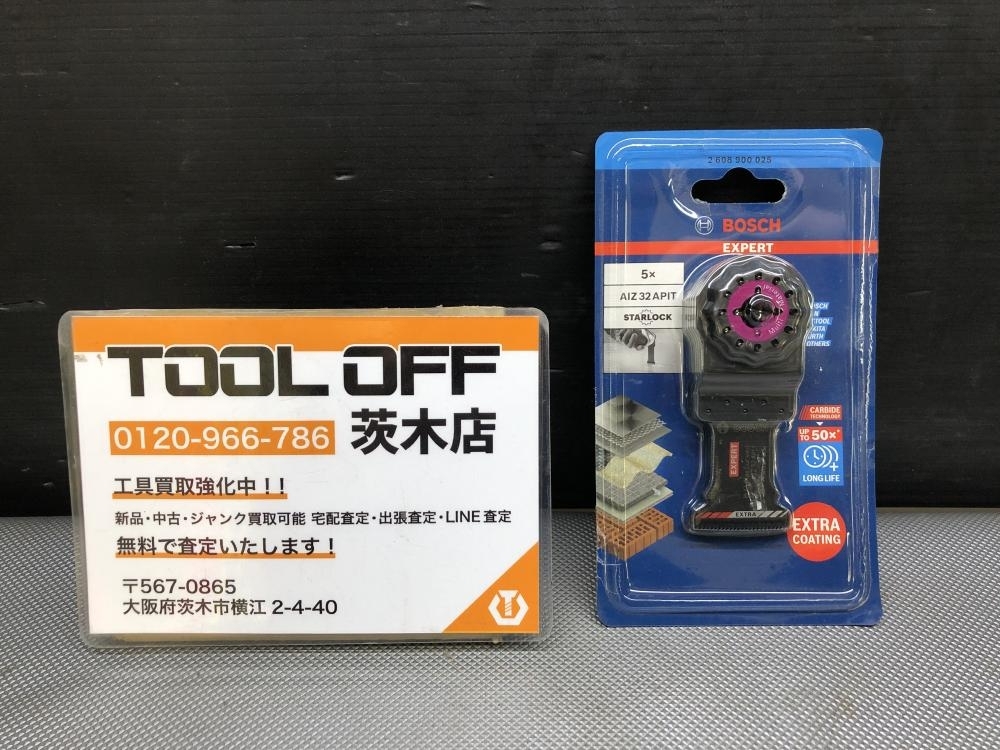 TOOL OFF
0120-966-786 茨木店
工具買取強化中！！
新品・中古・ジャンク買取可能 宅配査定・出張査定・LINE査定
無料で査定いたします！
〒567-0865
大阪府茨木市横江 2-4-40
2 608 900 025
BOSCH
EXPERT
5×
AIZ 32 APIT
STARLOCK
CARBIDE
TECHNOLOGY
UP TO 50×
LONG LIFE
EXPERT
EXTRA
EXTRA
COATING